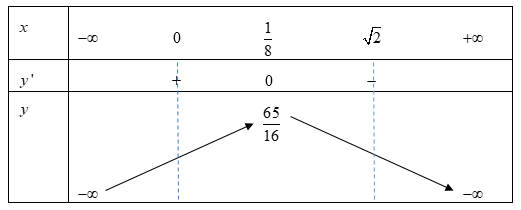 x −∞ 0 1/8 √2 +∞
y' + 0 −
y 65/16
−∞ −∞